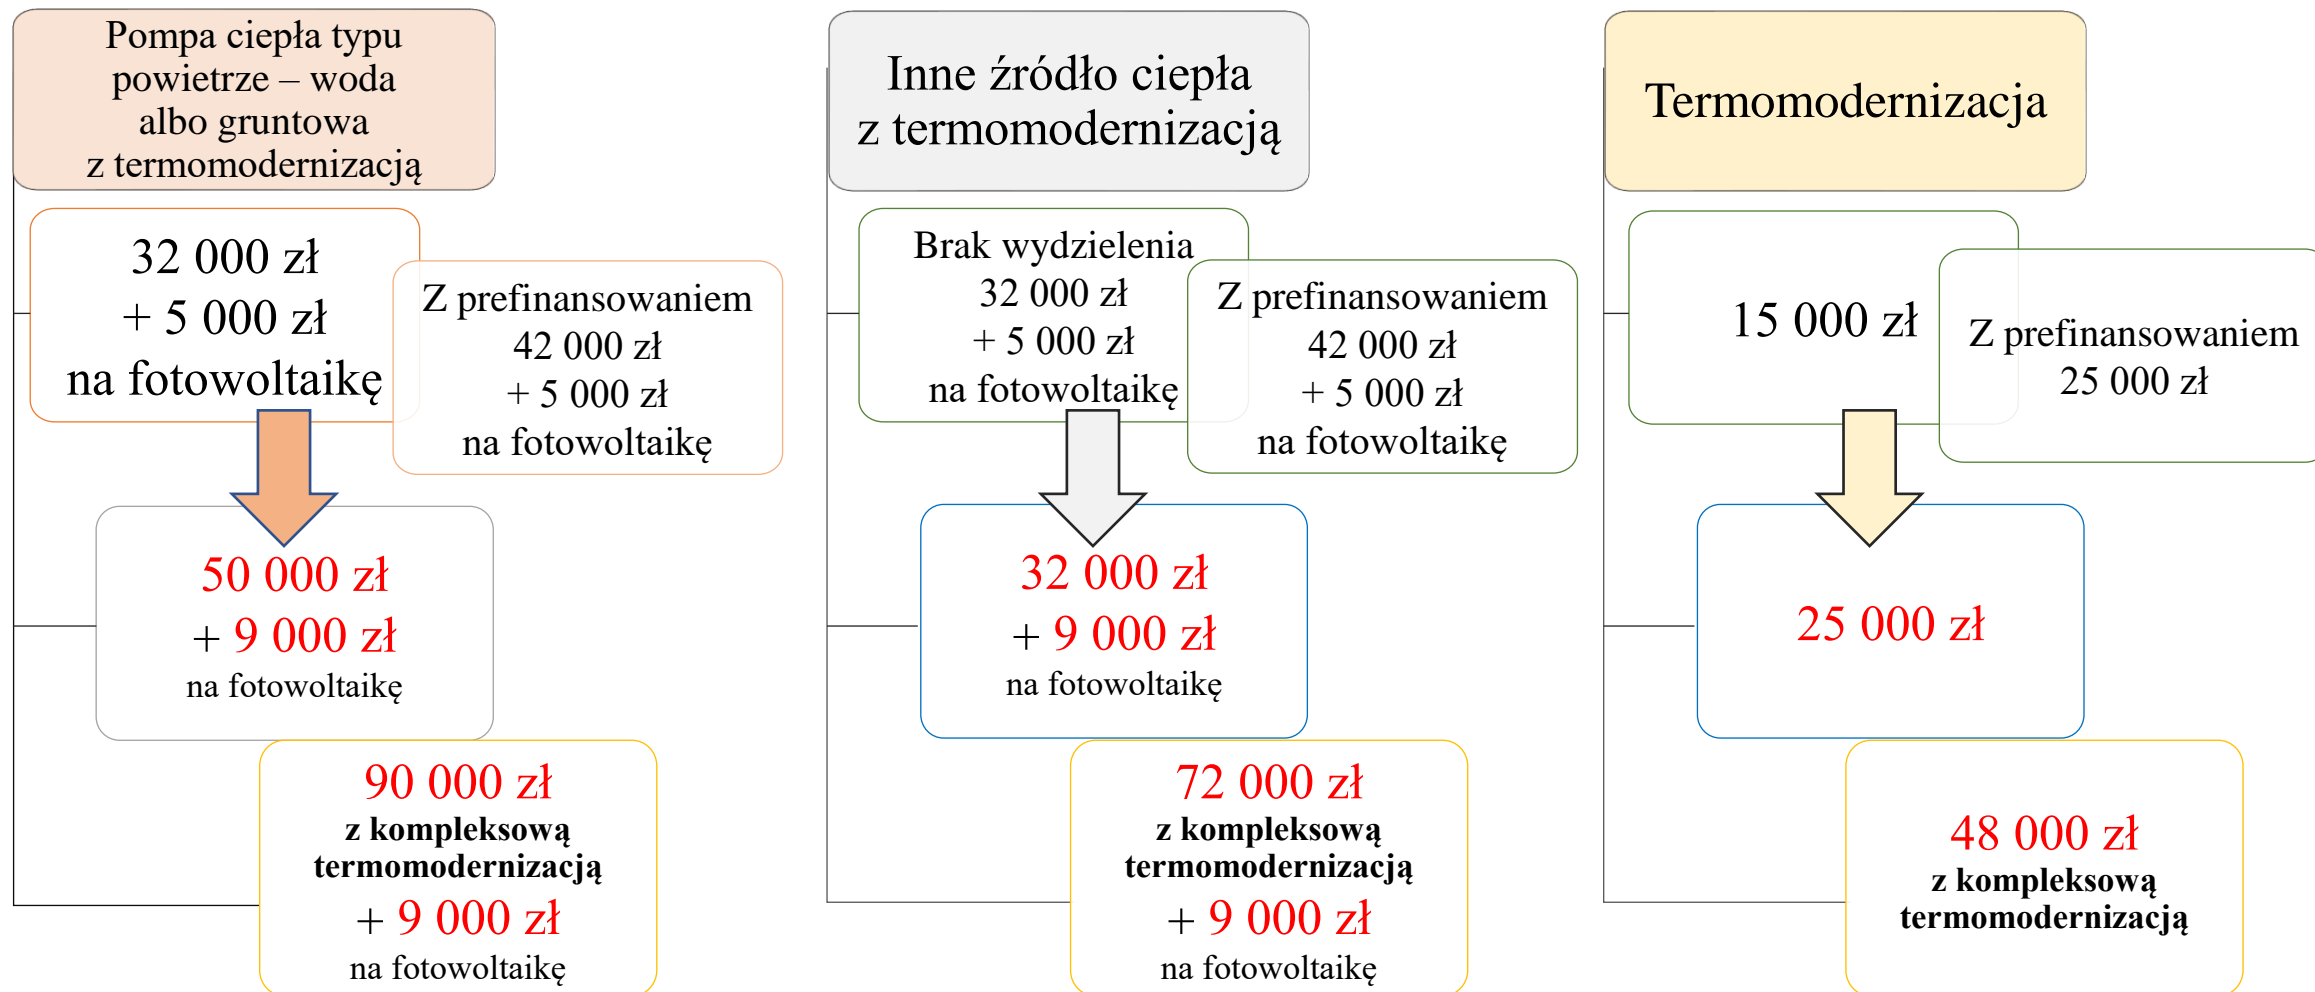 Pompa ciepła typu
powietrze – woda
albo gruntowa
z termomodernizacją
32 000 zł
+ 5 000 zł
na fotowoltaikę
Z prefinansowaniem
42 000 zł
+ 5 000 zł
na fotowoltaikę
50 000 zł
+ 9 000 zł
na fotowoltaikę
90 000 zł
z kompleksową
termomodernizacją
+ 9 000 zł
na fotowoltaikę
Inne źródło ciepła
z termomodernizacją
Brak wydzielenia
32 000 zł
+ 5 000 zł
na fotowoltaikę
Z prefinansowaniem
42 000 zł
+ 5 000 zł
na fotowoltaikę
32 000 zł
+ 9 000 zł
na fotowoltaikę
72 000 zł
z kompleksową
termomodernizacją
+ 9 000 zł
na fotowoltaikę
Termomodernizacja
15 000 zł
Z prefinansowaniem
25 000 zł
25 000 zł
48 000 zł
z kompleksową
termomodernizacją